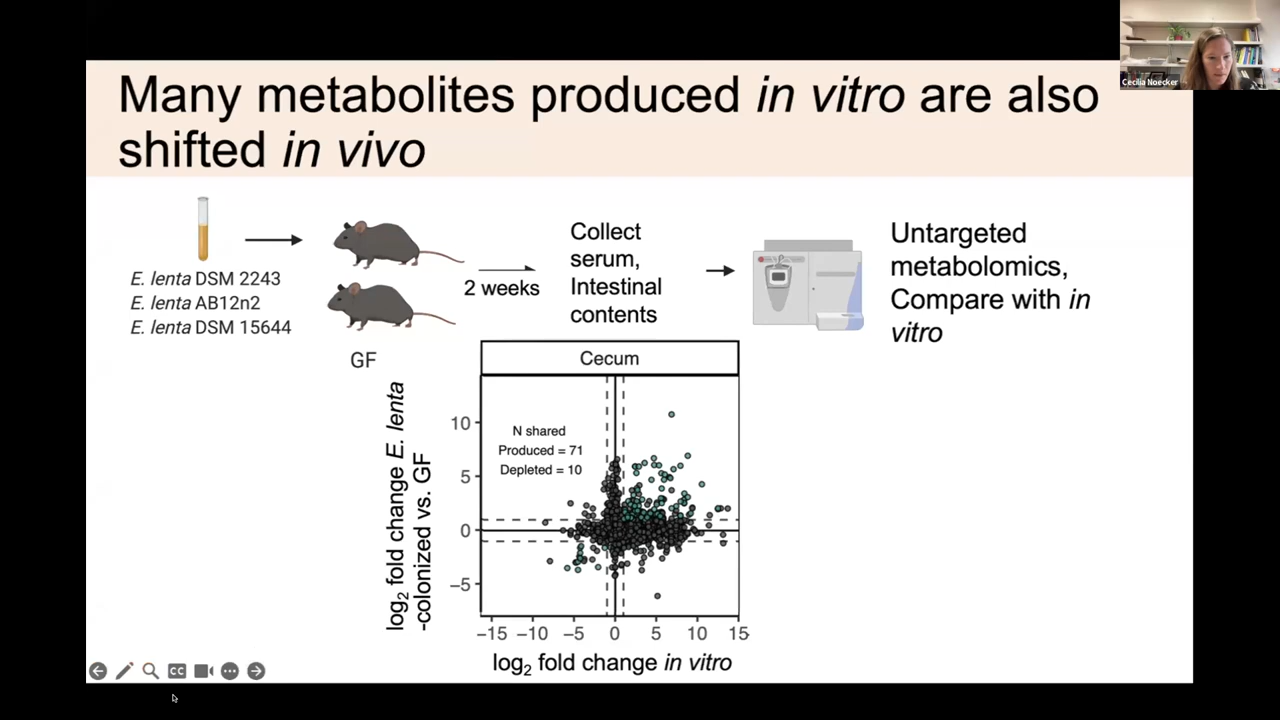 Many metabolites produced in vitro are also
shifted in vivo
Cecilia Noecker
E. lenta DSM 2243
E. lenta AB12n2
E. lenta DSM 15644
GF
2 weeks
Collect
serum,
Intestinal
contents
Untargeted
metabolomics,
Compare with in
vitro
Cecum
log2 fold change E. lenta
-colonized vs. GF
N shared
Produced = 71
Depleted = 10
10
5
0
−5
−15 −10 −5 0 5 10 15
log2 fold change in vitro
CC